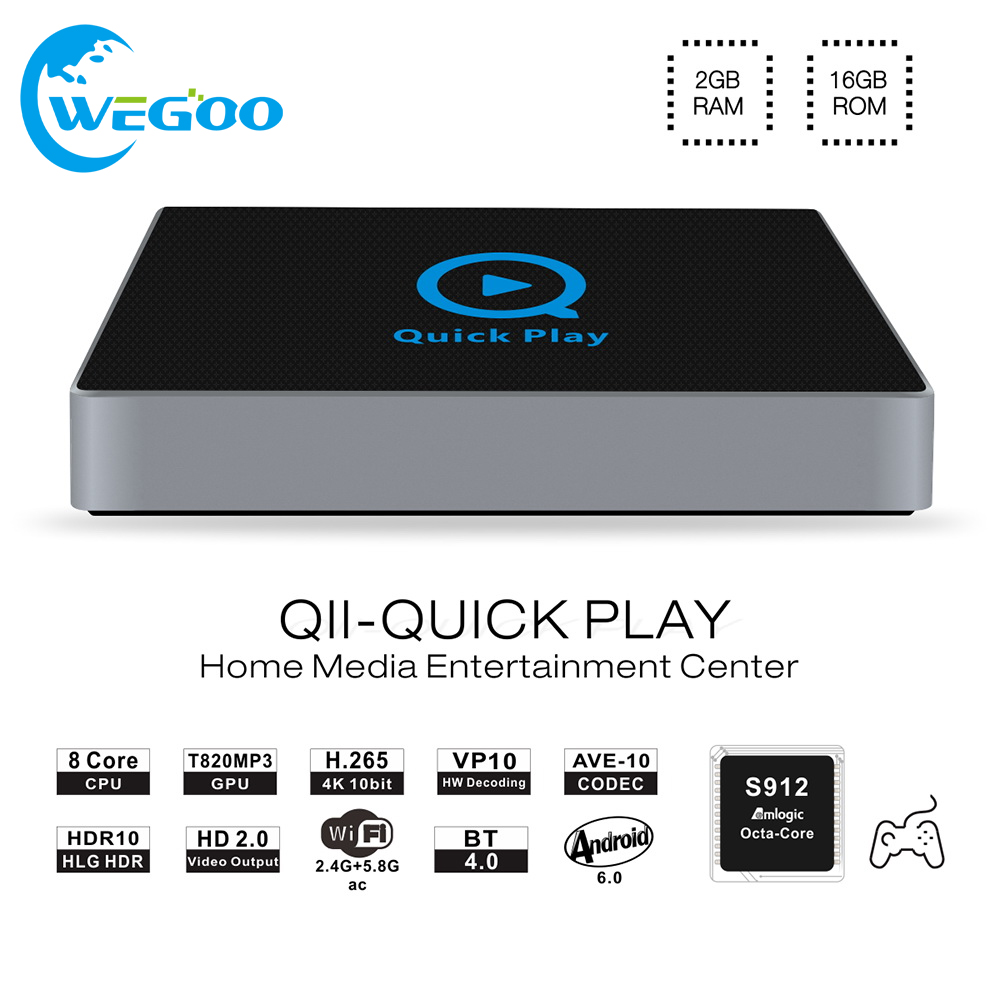 WEGOO
2GB
RAM
16GB
ROM
Quick Play
QII-QUICK PLAY
Home Media Entertainment Center
8 Core
CPU
T820MP3
GPU
H.265
4K 10bit
VP10
HW Decoding
AVE-10
CODEC
HDR10
HLG HDR
HD 2.0
Video Output
WiFi
2.4G+5.8G
ac
BT
4.0
Android
6.0
S912
Amlogic
Octa-Core